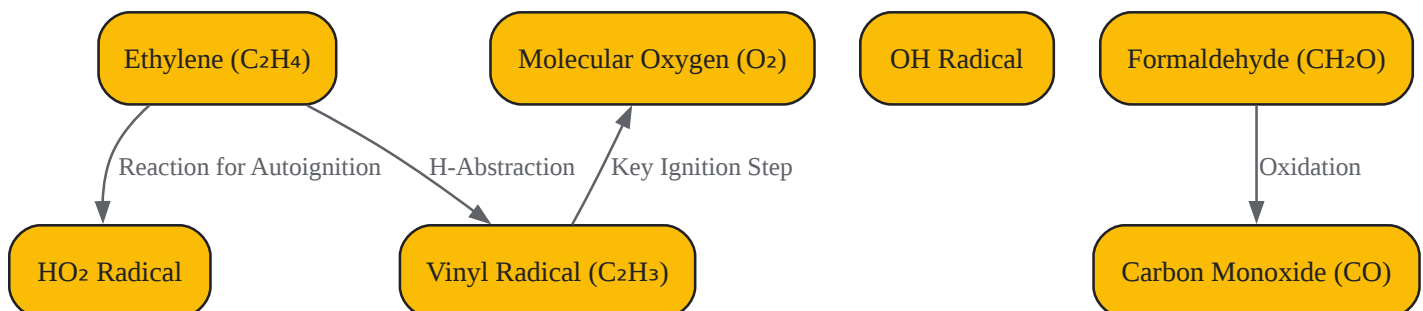 Ethylene (C₂H₄)
Molecular Oxygen (O₂)
OH Radical
Formaldehyde (CH₂O)
Reaction for Autoignition
H-Abstraction
Key Ignition Step
Oxidation
HO₂ Radical
Vinyl Radical (C₂H₃)
Carbon Monoxide (CO)